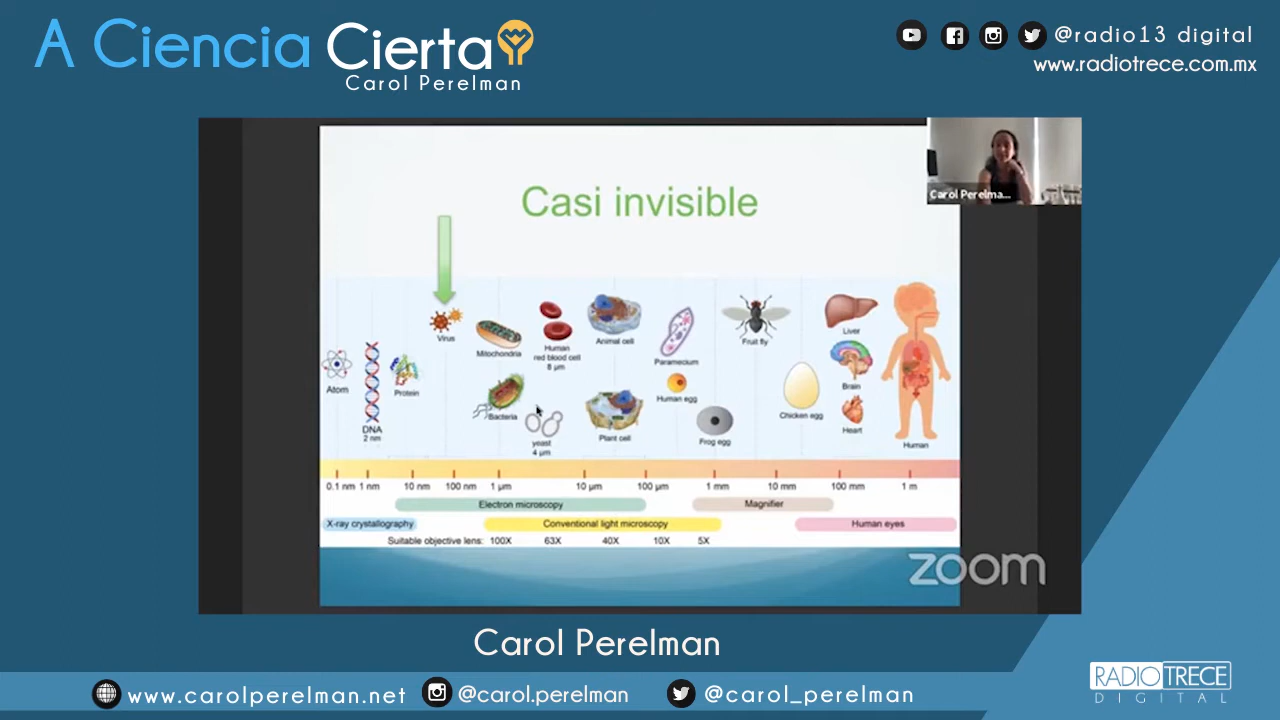 A Ciencia Cierta
Carol Perelman
@radio13 digital
www.radiotrece.com.mx
Carol Perelma...
Casi invisible
Virus
Mitochondria
Human
red blood cell
8 µm
Animal cell
Paramecium
Fruit fly
Liver
Atom
DNA
2 nm
Protein
Bacteria
yeast
4 µm
Plant cell
Human egg
Frog egg
Chicken egg
Brain
Heart
Human
0.1 nm 1 nm 10 nm 100 nm 1 µm 10 µm 100 µm 1 mm 10 mm 100 mm 1 m
Electron microscopy Magnifier
X-ray crystallography Conventional light microscopy Human eyes
Suitable objective lens: 100X 63X 40X 10X 5X
zoom
Carol Perelman
www.carolperelman.net @carol.perelman @carol_perelman
RADIO TRECE
DIGITAL